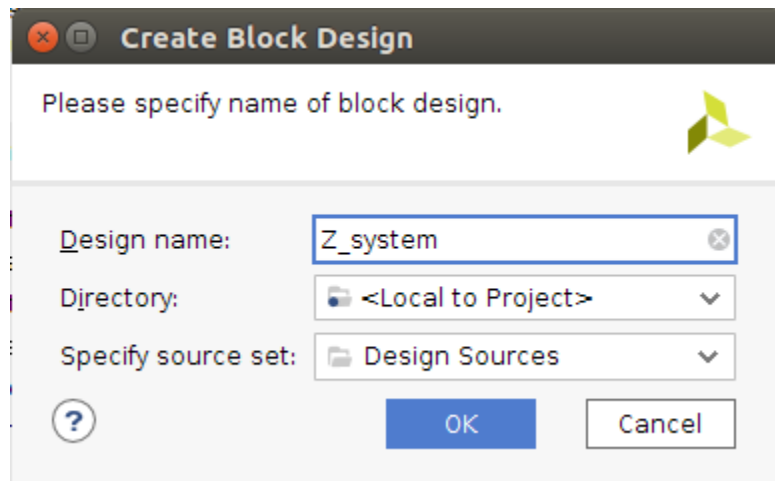 Create Block Design
Please specify name of block design.
Design name: Z_system
Directory: <Local to Project>
Specify source set: Design Sources
? OK Cancel